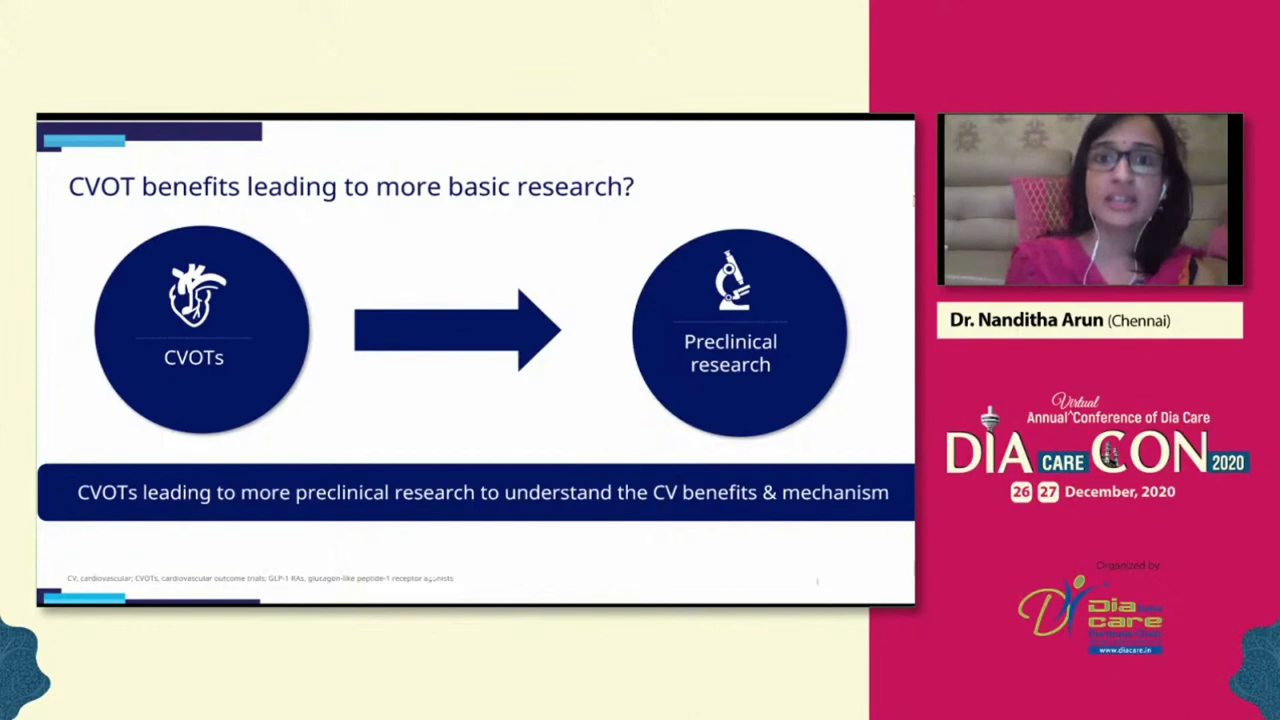 CVOT benefits leading to more basic research?
CVOTs
Preclinical
research
CVOTs leading to more preclinical research to understand the CV benefits & mechanism
CV, cardiovascular; CVOTs, cardiovascular outcome trials; GLP-1 RAs, glucagon-like peptide-1 receptor agonists
Dr. Nanditha Arun (Chennai)
Virtual
Annual^Conference of Dia Care
DIA CARE CON 2020
26 27 December, 2020
Organized by
Dia
care
www.diacare.in